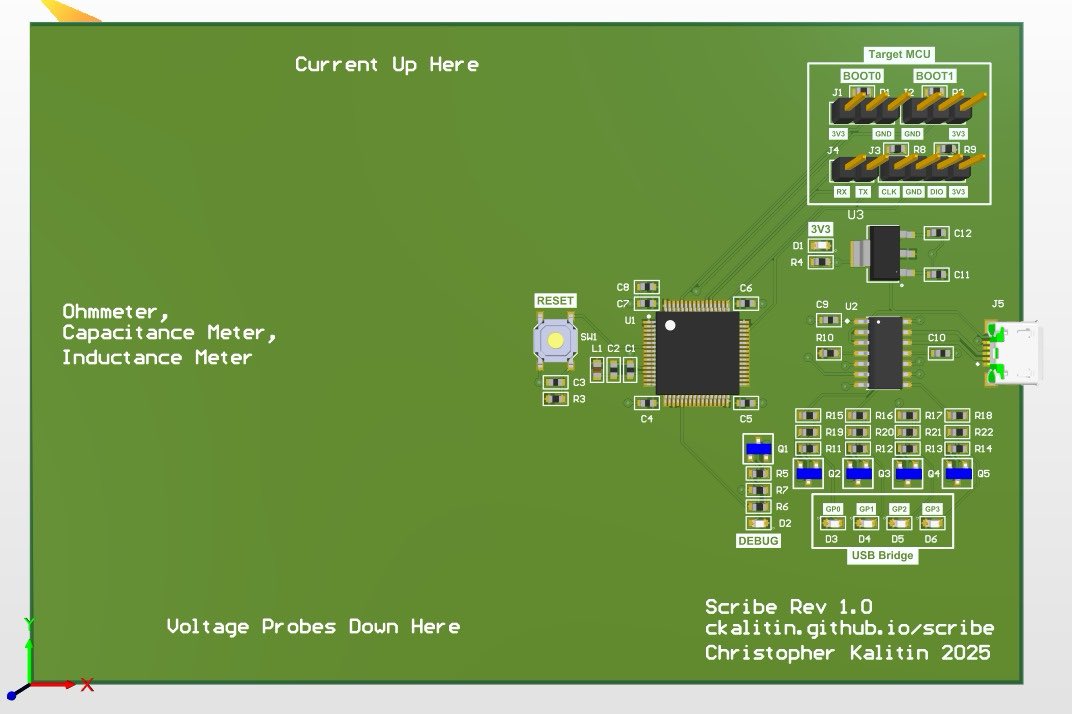 Target MCU
Current Up Here
BOOT0 BOOT1
J1 R1 J2 R2
3V3 GND GND 3V3
J4 J3 R8 R9
RX TX CLK GND DIO 3V3
U3
3V3
C12
D1
R4
C11
C8 C6
C7
RESET
C9 U2 J5
Ohmmeter,
U1
Capacitance Meter,
SW1
R10 C10
L1 C2 C1
Inductance Meter
C3
R3
C4 C5
R15 R16 R17 R18
R19 R20 R21 R22
Q1 R11 R12 R13 R14
R5 Q2 Q3 Q4 Q5
R7
R6
GP0 GP1 GP2 GP3
D2
D3 D4 D5 D6
DEBUG
USB Bridge
Scribe Rev 1.0
Voltage Probes Down Here
ckalitin.github.io/scribe
Christopher Kalitin 2025
Y
X